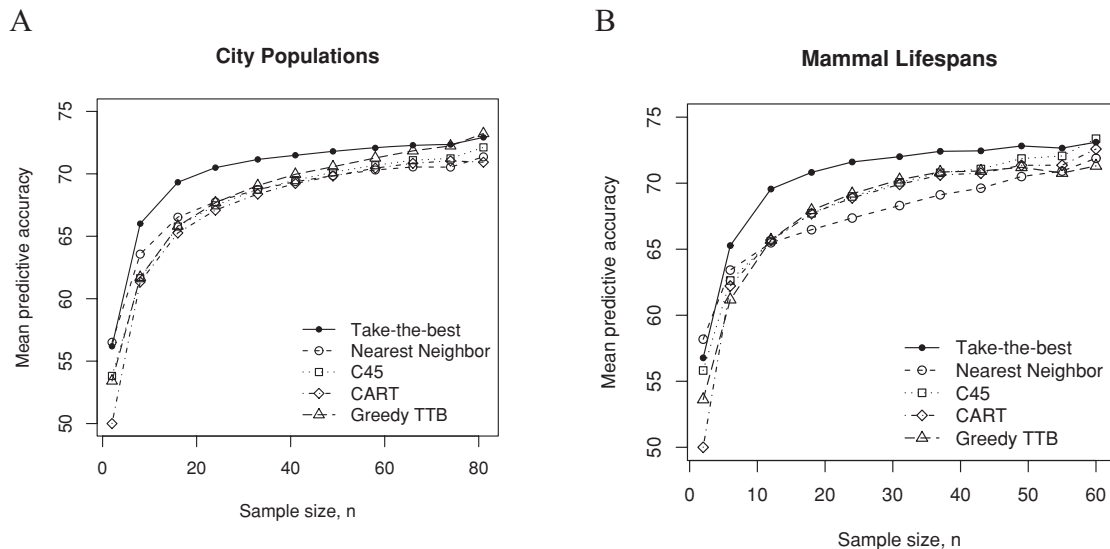 A
City Populations
Mean predictive accuracy
75
70
65
60
55
50
0 20 40 60 80
Sample size, n
Take-the-best
Nearest Neighbor
C45
CART
Greedy TTB
B
Mammal Lifespans
Mean predictive accuracy
75
70
65
60
55
50
0 10 20 30 40 50 60
Sample size, n
Take-the-best
Nearest Neighbor
C45
CART
Greedy TTB